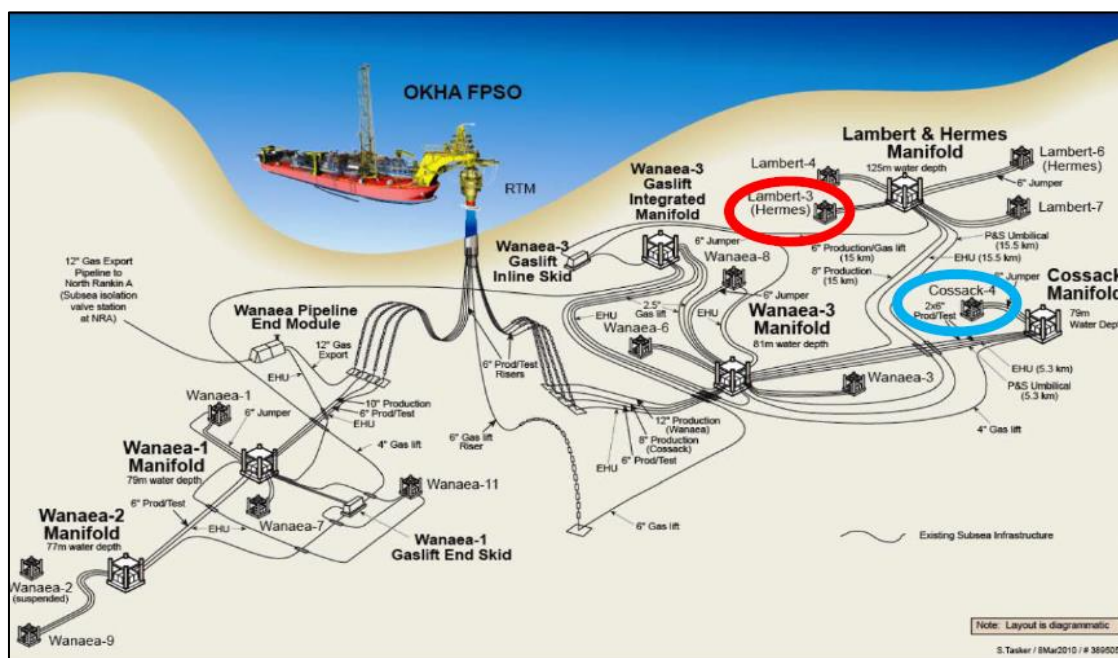 OKHA FPSO
RTM
Lambert & Hermes
Manifold
125m water depth
Lambert-6
(Hermes)
6" Jumper
Lambert-4
Lambert-3
(Hermes)
Lambert-7
Wanaea-3
Gaslift
Integrated
Manifold
6" Jumper
6" Production/Gas lift
(15 km)
8" Production
(15 km)
P&S Umbilical
(15.5 km)
EHU (15.5 km)
Wanaea-3
Gaslift
Inline Skid
Wanaea-8
6" Jumper
Cossack-4
Jumper
2x6"
Prod/Test
Cossack
Manifold
79m
Water
EHU (5.3 km)
P&S Umbilical
(5.3 km)
4" Gas lift
12" Gas Export
Pipeline to
North Rankin A
(Subsea isolation
valve station
at NRA)
Wanaea Pipeline
End Module
12" Gas
Export
EHU
EHU
2.5"
Gas lift
EHU
Wanaea-6
Wanaea-3
Manifold
81m water depth
Wanaea-3
6" Prod/Test
Risers
10" Production
6" Prod/Test
EHU
Wanaea-1
6" Jumper
4" Gas lift
6" Gas lift
Riser
12" Production
(Wanaea)
8" Production
(Cossack)
6" Prod/Test
EHU
Wanaea-1
Manifold
79m water depth
6" Prod/Test
EHU
Wanaea-7
Wanaea-11
Wanaea-1
Gaslift End Skid
6" Gas lift
Wanaea-2
Manifold
77m water depth
Wanaea-2
(suspended)
Wanaea-9
Existing Subsea Infrastructure
Note: Layout is diagrammatic
S.Tasker / 8Mar2010 /